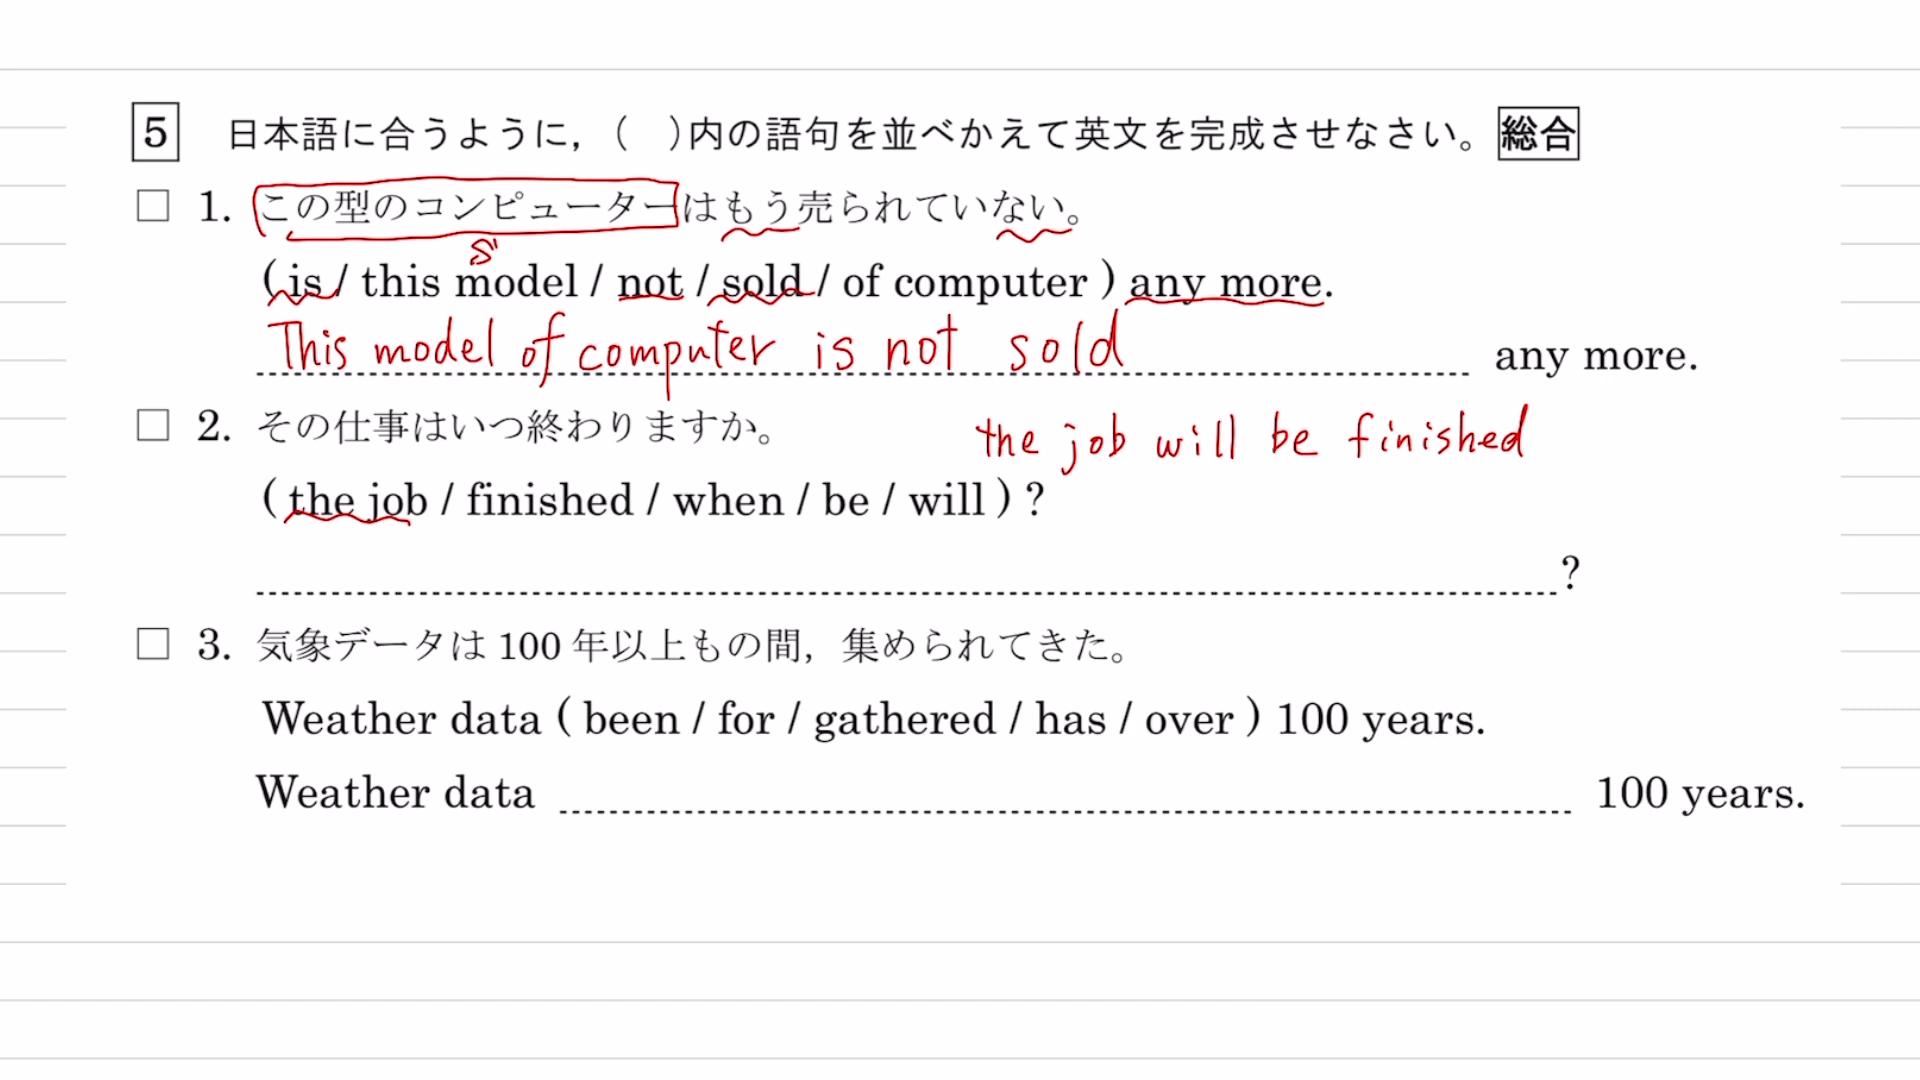 5 日本語に合うように，（ ）内の語句を並べかえて英文を完成させなさい。 総合
□ 1. この型のコンピューターはもう売られていない。
S
( is / this model / not / sold / of computer ) any more.
This model of computer is not sold any more.
□ 2. その仕事はいつ終わりますか。 the job will be finished
( the job / finished / when / be / will ) ?
?
□ 3. 気象データは 100 年以上もの間，集められてきた。
Weather data ( been / for / gathered / has / over ) 100 years.
Weather data 100 years.